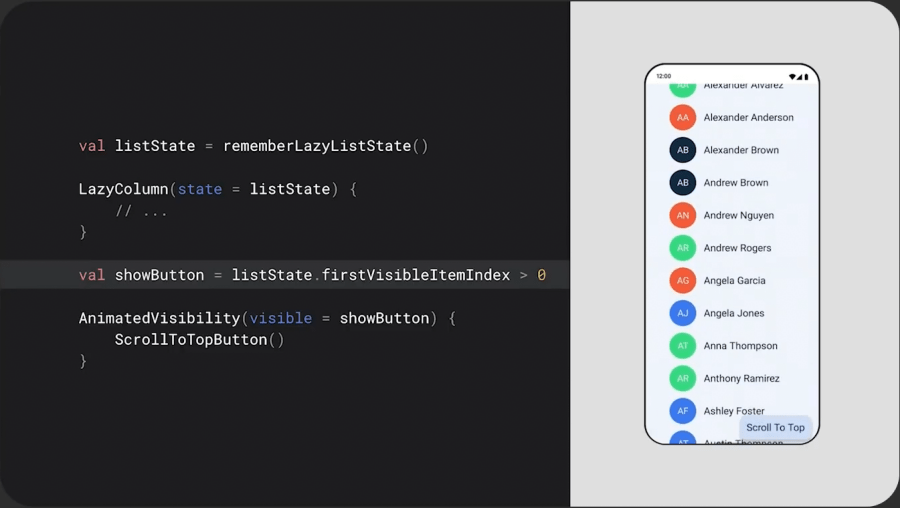 val listState = rememberLazyListState()
LazyColumn(state = listState) {
// ...
}
val showButton = listState.firstVisibleItemIndex > 0
AnimatedVisibility(visible = showButton) {
ScrollToTopButton()
}
12:00
Alexander Alvarez
AA Alexander Anderson
AB Alexander Brown
AB Andrew Brown
AN Andrew Nguyen
AR Andrew Rogers
AG Angela Garcia
AJ Angela Jones
AT Anna Thompson
AR Anthony Ramirez
AF Ashley Foster
Scroll To Top
AT Austin Thompson